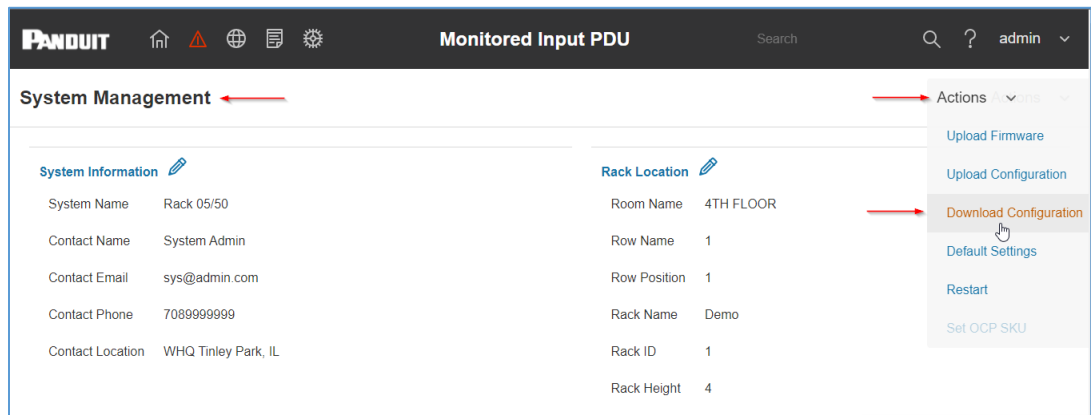 PANDUIT Monitored Input PDU Search ? admin
System Management Actions Actions
Upload Firmware
System Information Rack Location
Upload Configuration
System Name Rack 05/50 Room Name 4TH FLOOR
Download Configuration
Contact Name System Admin Row Name 1
Default Settings
Contact Email sys@admin.com Row Position 1
Restart
Contact Phone 7089999999 Rack Name Demo
Set OCP SKU
Contact Location WHQ Tinley Park, IL Rack ID 1
Rack Height 4